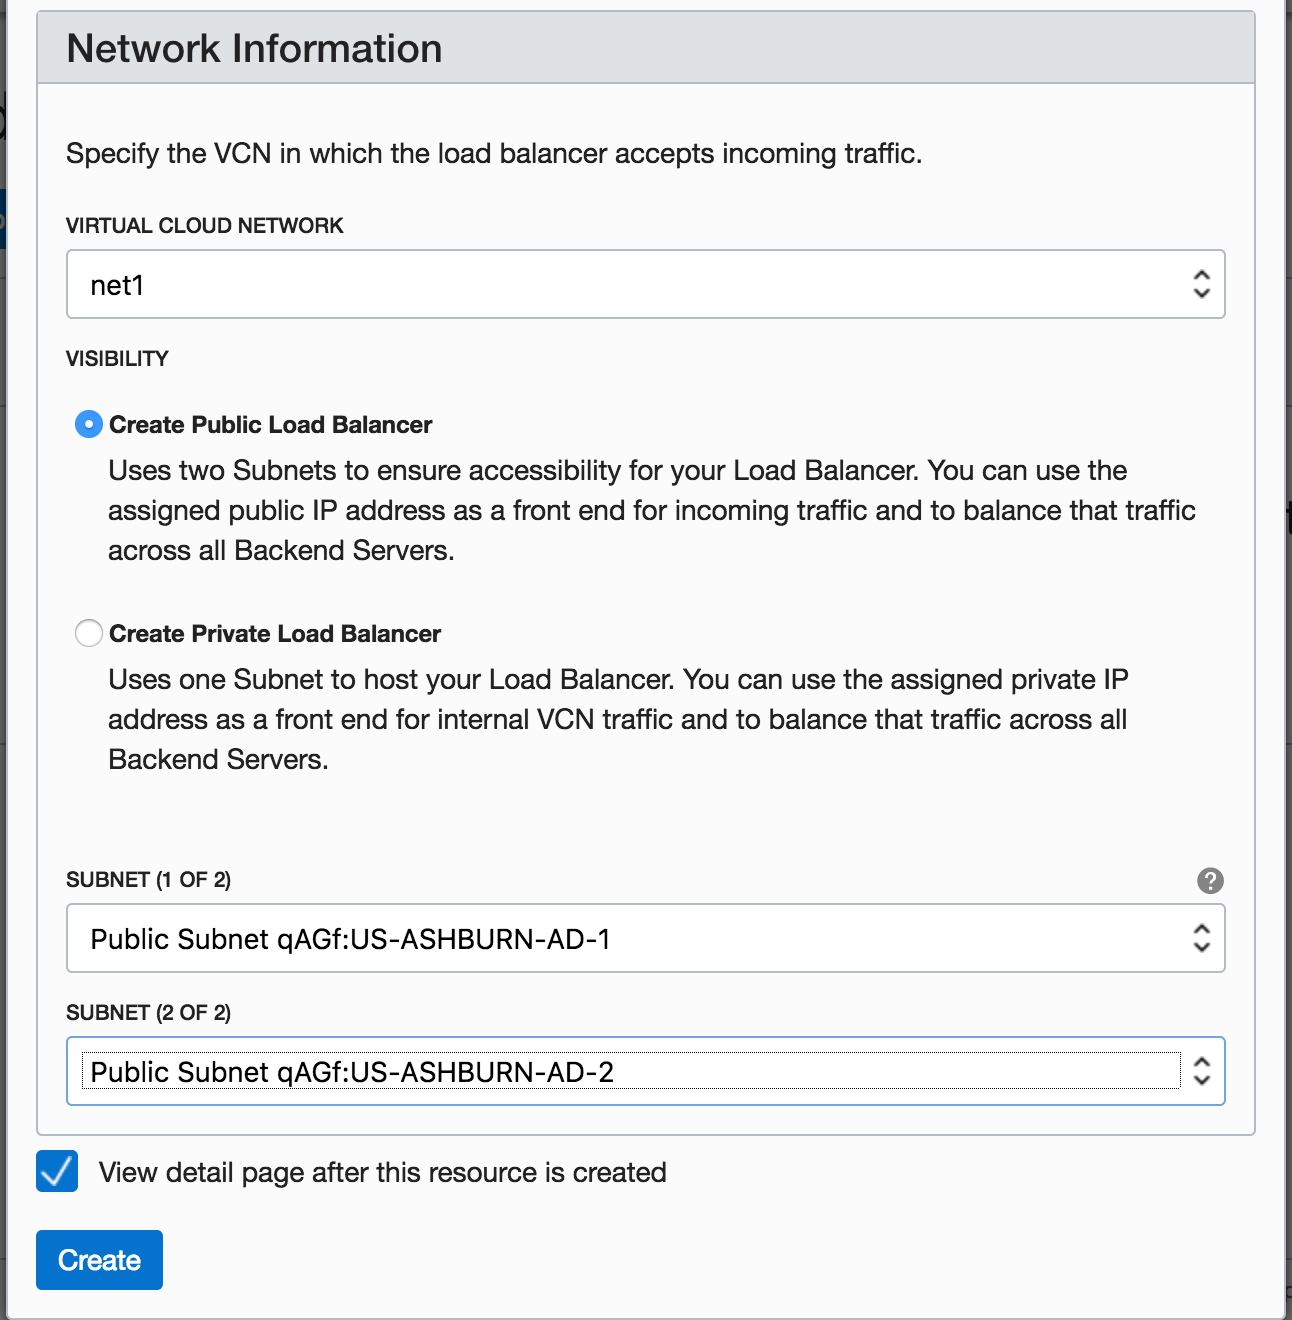 Network Information
Specify the VCN in which the load balancer accepts incoming traffic.
VIRTUAL CLOUD NETWORK
net1
VISIBILITY
Create Public Load Balancer
Uses two Subnets to ensure accessibility for your Load Balancer. You can use the
assigned public IP address as a front end for incoming traffic and to balance that traffic
across all Backend Servers.
Create Private Load Balancer
Uses one Subnet to host your Load Balancer. You can use the assigned private IP
address as a front end for internal VCN traffic and to balance that traffic across all
Backend Servers.
SUBNET (1 OF 2)
?
Public Subnet qAGf:US-ASHBURN-AD-1
SUBNET (2 OF 2)
Public Subnet qAGf:US-ASHBURN-AD-2
View detail page after this resource is created
Create